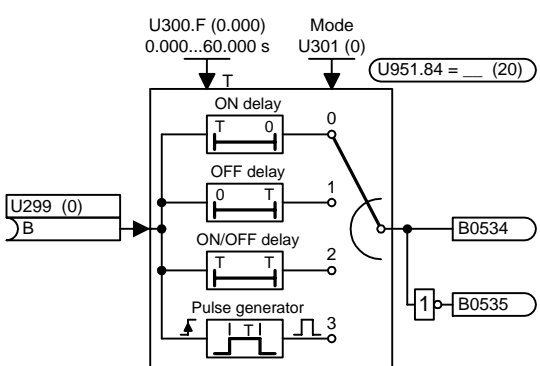 U300.F (0.000)
0.000...60.000 s
Mode
U301 (0)
U951.84 = __ (20)
T
ON delay
T 0
0
OFF delay
0 T
1
U299 (0)
B
ON/OFF delay
T T
2
B0534
Pulse generator
T
3
1
B0535